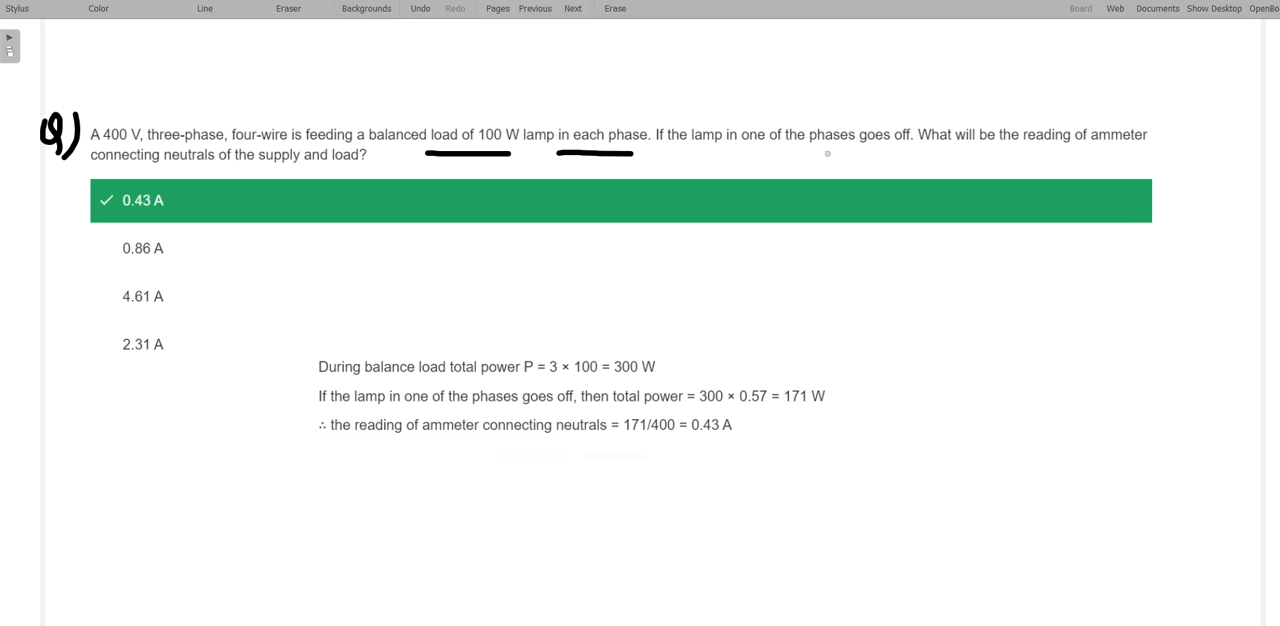 Stylus Color Line Eraser Backgrounds Undo Redo Pages Previous Next Erase Board Web Documents Show Desktop OpenBo
Q) A 400 V, three-phase, four-wire is feeding a balanced load of 100 W lamp in each phase. If the lamp in one of the phases goes off. What will be the reading of ammeter
connecting neutrals of the supply and load?
✓ 0.43 A
0.86 A
4.61 A
2.31 A
During balance load total power P = 3 × 100 = 300 W
If the lamp in one of the phases goes off, then total power = 300 × 0.57 = 171 W
∴ the reading of ammeter connecting neutrals = 171/400 = 0.43 A